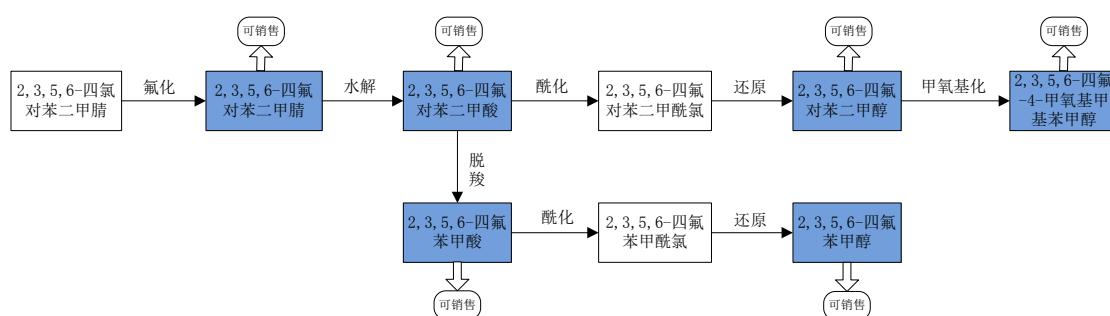 可销售
可销售
可销售
可销售
2,3,5,6-四氯
对苯二甲腈
氟化
2,3,5,6-四氟
对苯二甲腈
水解
2,3,5,6-四氟
对苯二甲酸
酰化
2,3,5,6-四氟
对苯二甲酰氯
还原
2,3,5,6-四氟
对苯二甲醇
甲氧基化
2,3,5,6-四氟
-4-甲氧基甲
基苯甲醇
脱
羧
2,3,5,6-四氟
苯甲酸
酰化
2,3,5,6-四氟
苯甲酰氯
还原
2,3,5,6-四氟
苯甲醇
可销售
可销售